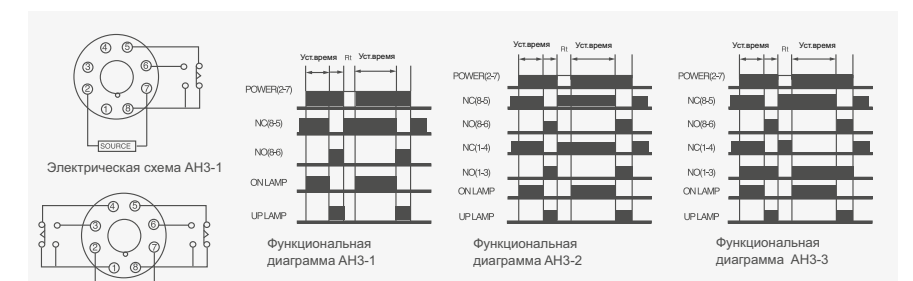 4 5
3 6
2 7
1 8
SOURCE
Электрическая схема АН3-1
4 5
3 6
2 7
1 8
Уст.время Rt Уст.время
POWER(2-7)
NC(8-5)
NO(8-6)
ON LAMP
UP LAMP
Функциональная
диаграмма АН3-1
Уст.время Rt Уст.время
POWER(2-7)
NC(8-5)
NO(8-6)
NC(1-4)
NO(1-3)
ON LAMP
UP LAMP
Функциональная
диаграмма АН3-2
Уст.время Rt Уст.время
POWER(2-7)
NC(8-5)
NO(8-6)
NC(1-4)
NO(1-3)
ON LAMP
UP LAMP
Функциональная
диаграмма АН3-3